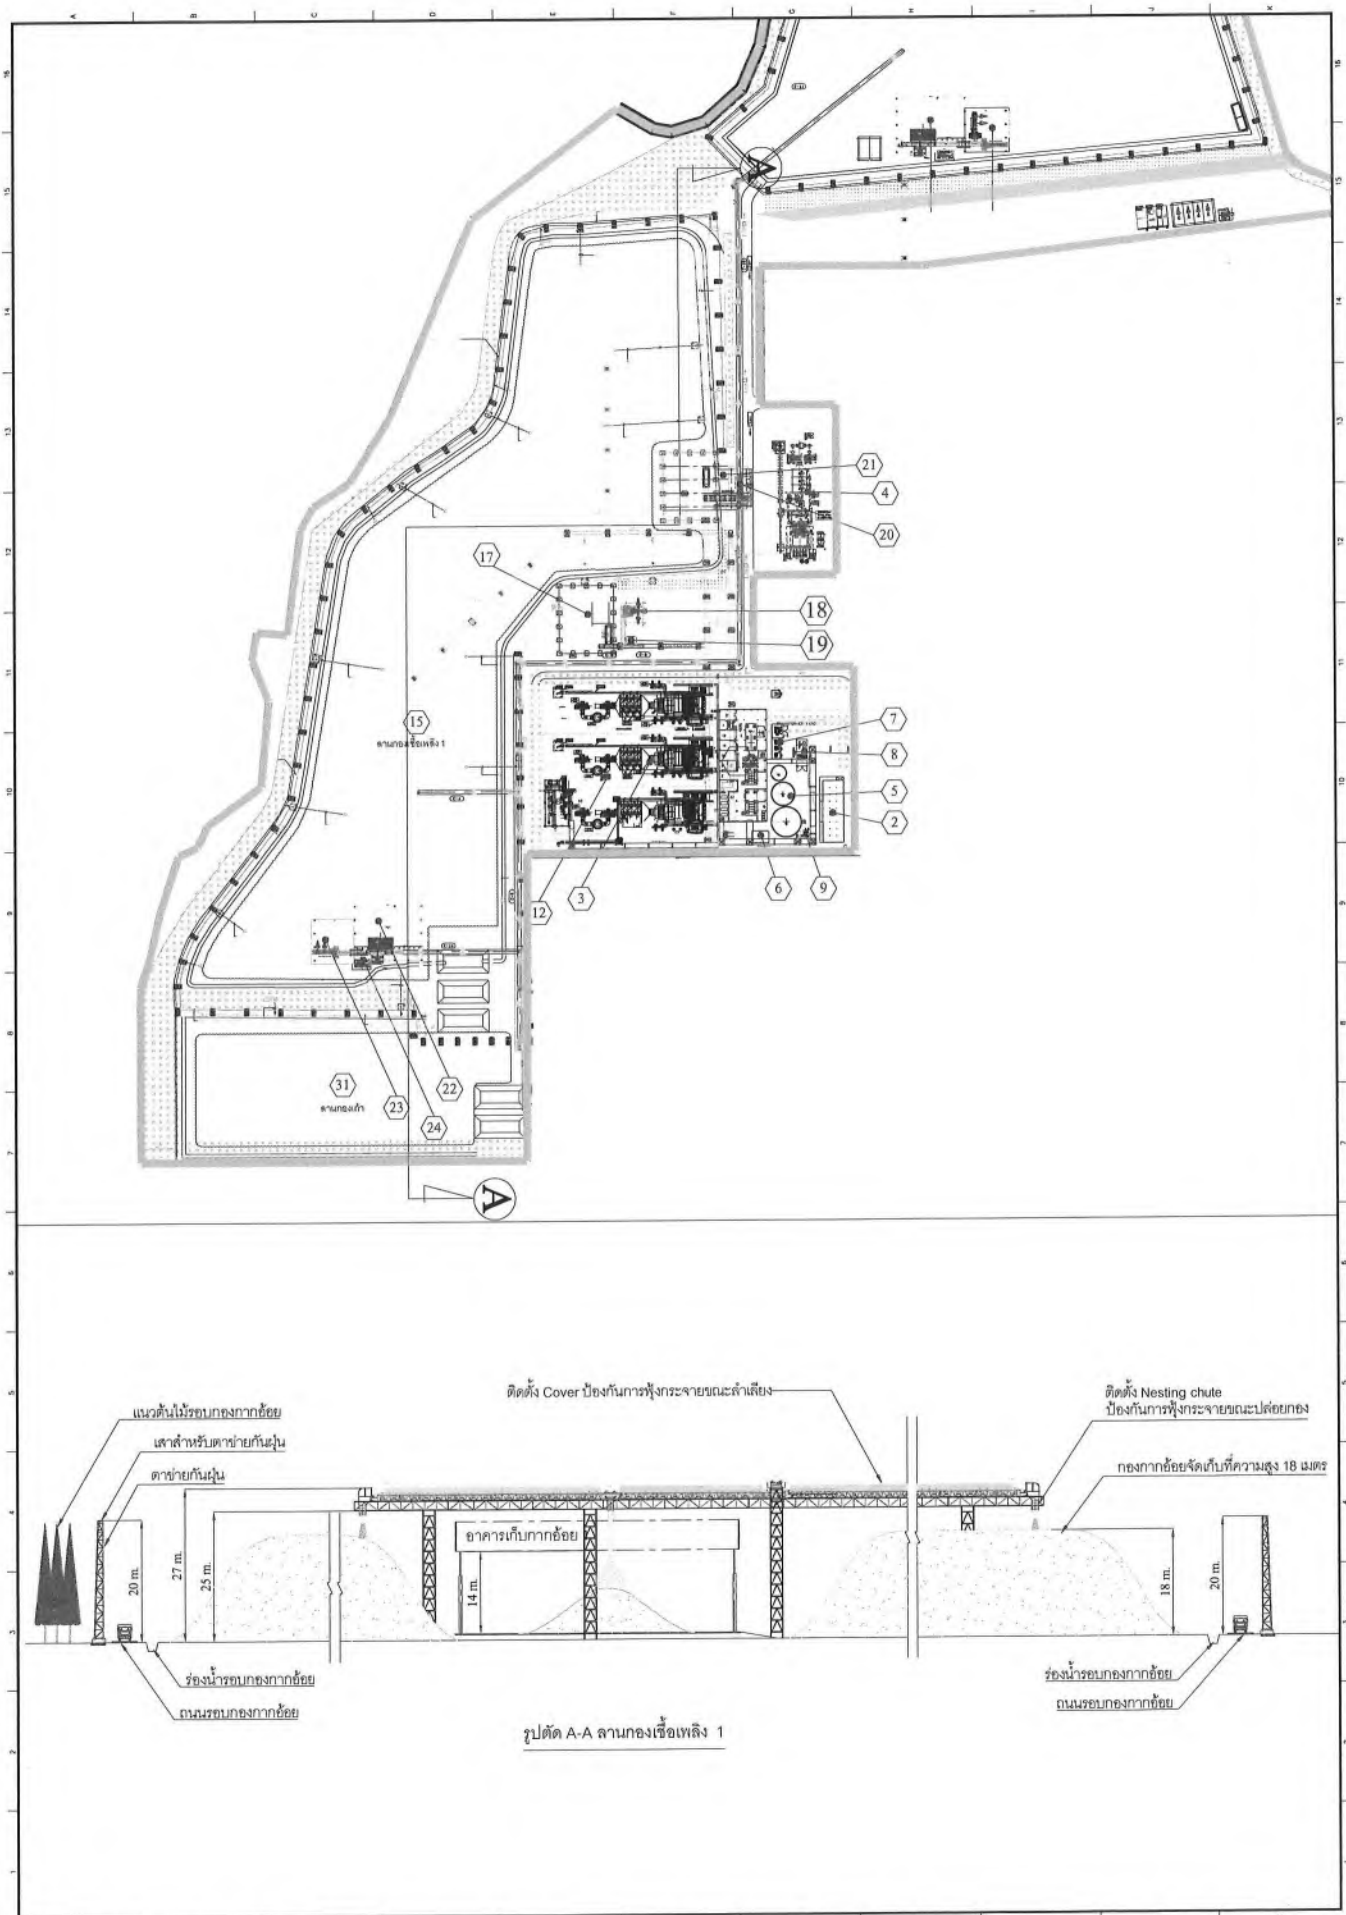 A
21
4
20
17
18
19
15
ลานกองเชื้อเพลิง 1
7
8
5
2
6
9
12
3
22
23
24
31
ลานกองเถ้า
A
ติดตั้ง Cover ป้องกันการฟุ้งกระจายขณะลำเลียง
ติดตั้ง Nesting chute
ป้องกันการฟุ้งกระจายขณะปล่อยกอง
แนวต้นไม้รอบกองกากอ้อย
เสาสำหรับตาข่ายกันฝุ่น
ตาข่ายกันฝุ่น
กองกากอ้อยจัดเก็บที่ความสูง 18 เมตร
อาคารเก็บกากอ้อย
20 m.
27 m.
25 m.
14 m.
18 m.
20 m.
ร่องน้ำรอบกองกากอ้อย
ถนนรอบกองกากอ้อย
ร่องน้ำรอบกองกากอ้อย
ถนนรอบกองกากอ้อย
รูปตัด A-A ลานกองเชื้อเพลิง 1